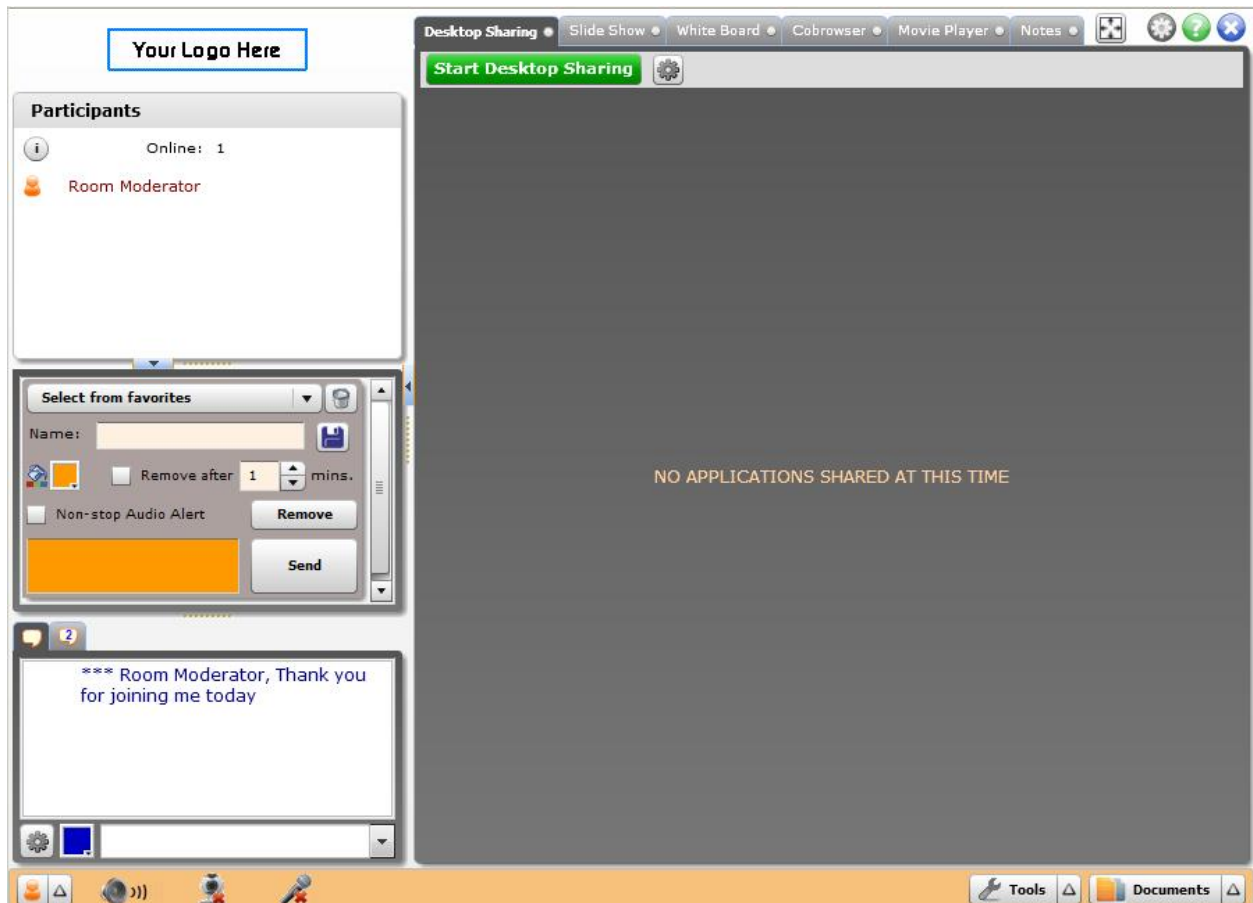 Your Logo Here
Participants
i
Online: 1
Room Moderator
Select from favorites
Name:
Remove after 1 mins.
Non-stop Audio Alert
Remove
Send
2
*** Room Moderator, Thank you
for joining me today
Desktop Sharing
Slide Show
White Board
Cobrowser
Movie Player
Notes
?
Start Desktop Sharing
NO APPLICATIONS SHARED AT THIS TIME
Tools
Documents